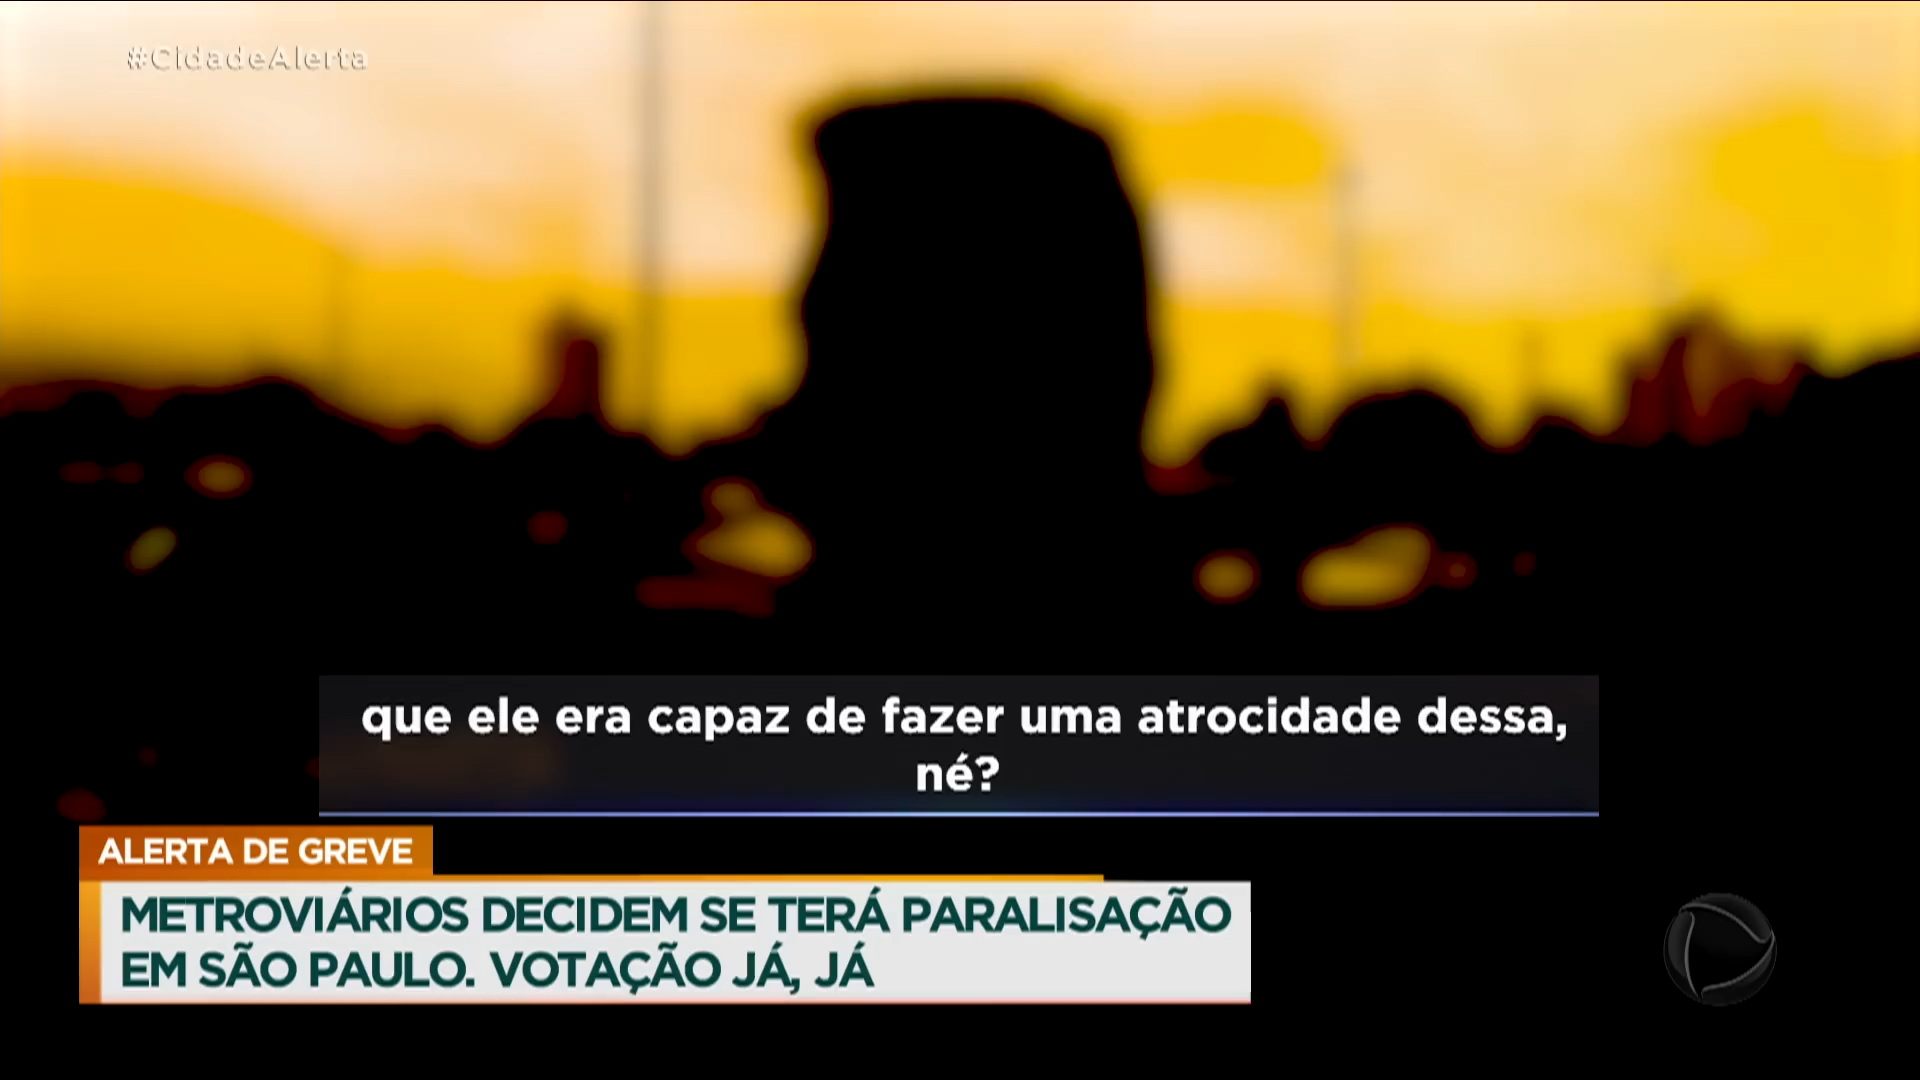 #CidadeAlerta
que ele era capaz de fazer uma atrocidade dessa,
né?
ALERTA DE GREVE
METROVIÁRIOS DECIDEM SE TERÁ PARALISAÇÃO
EM SÃO PAULO. VOTAÇÃO JÁ, JÁ